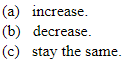 (a) increase.
(b) decrease.
(c) stay the same.